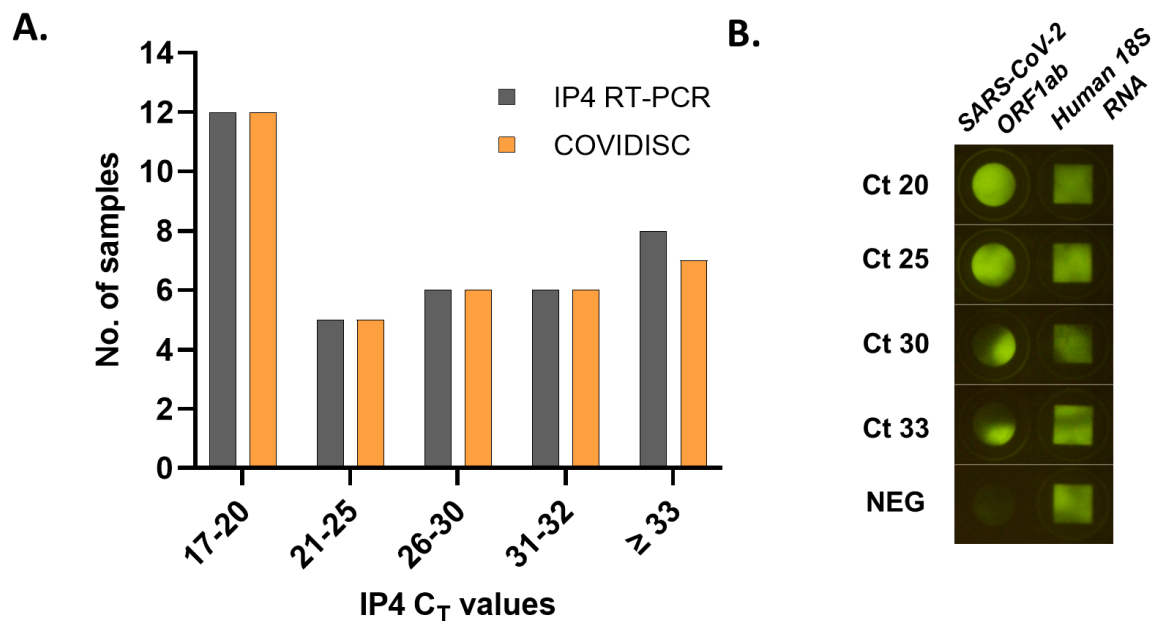 A.
No. of samples
14
12
10
8
6
4
2
0
IP4 RT-PCR
COVIDISC
17-20
21-25
26-30
31-32
≥ 33
IP4 CT values
B.
SARS-CoV-2
ORF1ab
Human 18S
RNA
Ct 20
Ct 25
Ct 30
Ct 33
NEG